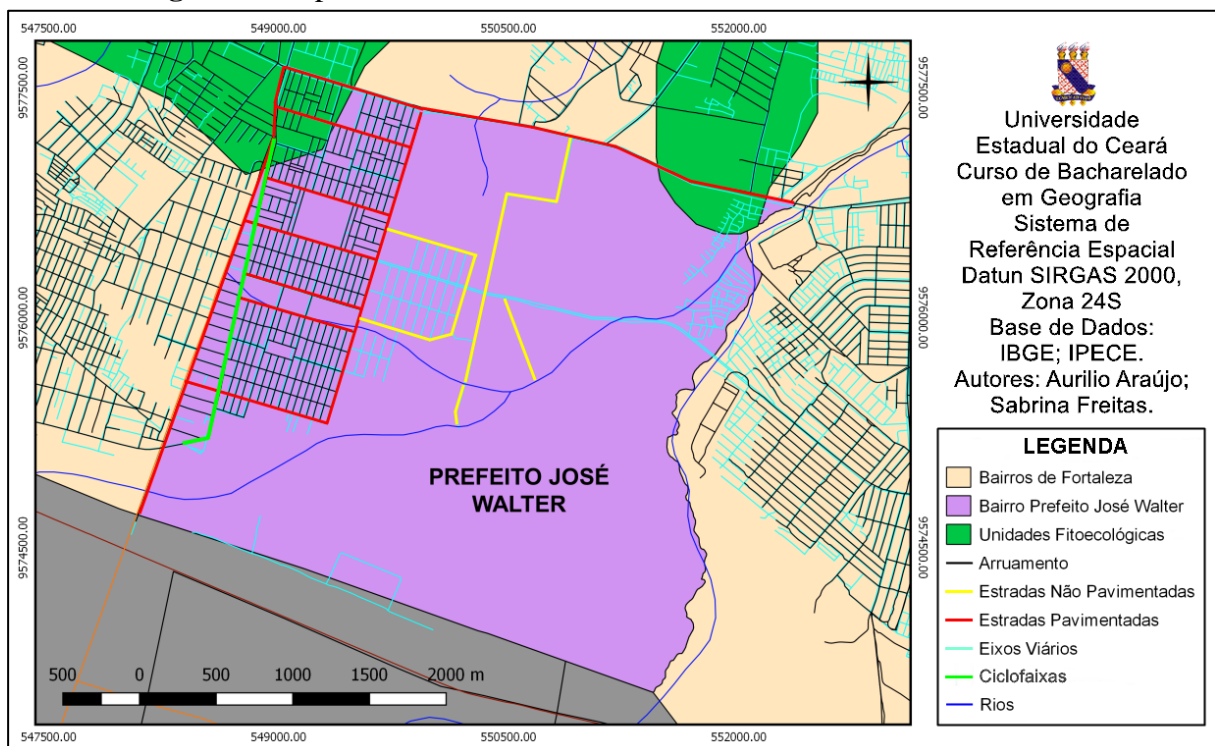 547500.00
549000.00
550500.00
552000.00
9577500.00
9576000.00
9574500.00
9577500.00
9576000.00
9574500.00
PREFEITO JOSÉ
WALTER
500
0
500
1000
1500
2000 m
547500.00
549000.00
550500.00
552000.00
Universidade
Estadual do Ceará
Curso de Bacharelado
em Geografia
Sistema de
Referência Espacial
Datun SIRGAS 2000,
Zona 24S
Base de Dados:
IBGE; IPECE.
Autores: Aurilio Araújo;
Sabrina Freitas.
LEGENDA
Bairros de Fortaleza
Bairro Prefeito José Walter
Unidades Fitoecológicas
Arruamento
Estradas Não Pavimentadas
Estradas Pavimentadas
Eixos Viários
Ciclofaixas
Rios